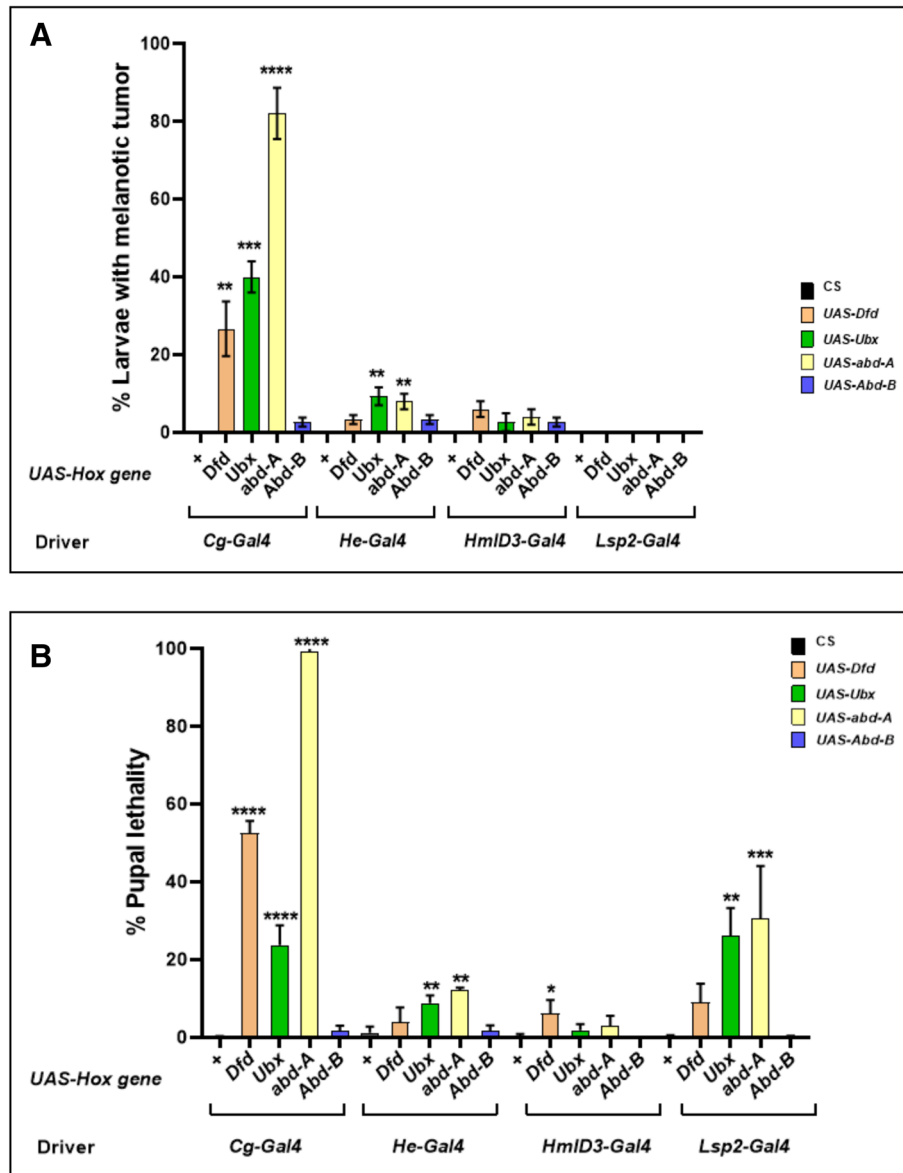 A
% Larvae with melanotic tumor
100
80
60
40
20
0
**
***
****
**
**
CS
UAS-Dfd
UAS-Ubx
UAS-abd-A
UAS-Abd-B
UAS-Hox gene
+ Dfd Ubx abd-A Abd-B + Dfd Ubx abd-A Abd-B + Dfd Ubx abd-A Abd-B + Dfd Ubx abd-A Abd-B
Driver Cg-Gal4 He-Gal4 HmlD3-Gal4 Lsp2-Gal4
B
% Pupal lethality
100
80
60
40
20
0
****
****
****
**
**
*
**
***
CS
UAS-Dfd
UAS-Ubx
UAS-abd-A
UAS-Abd-B
UAS-Hox gene
+ Dfd Ubx abd-A Abd-B + Dfd Ubx abd-A Abd-B + Dfd Ubx abd-A Abd-B + Dfd Ubx abd-A Abd-B
Driver Cg-Gal4 He-Gal4 HmlD3-Gal4 Lsp2-Gal4